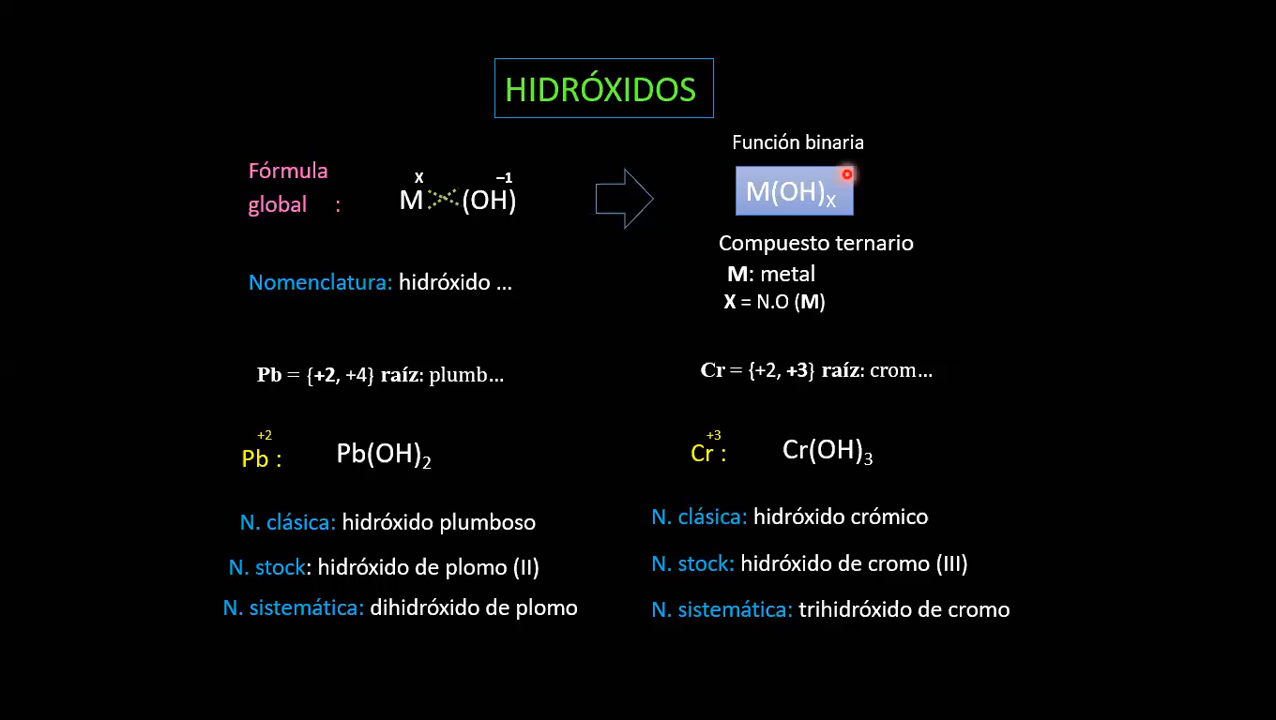 HIDRÓXIDOS
Función binaria
Fórmula
global :
X –1
M (OH)
M(OH)x
Compuesto ternario
M: metal
X = N.O (M)
Nomenclatura: hidróxido ...
Pb = {+2, +4} raíz: plumb...
Cr = {+2, +3} raíz: crom...
+2
Pb : Pb(OH)₂
+3
Cr : Cr(OH)₃
N. clásica: hidróxido plumboso
N. stock: hidróxido de plomo (II)
N. sistemática: dihidróxido de plomo
N. clásica: hidróxido crómico
N. stock: hidróxido de cromo (III)
N. sistemática: trihidróxido de cromo